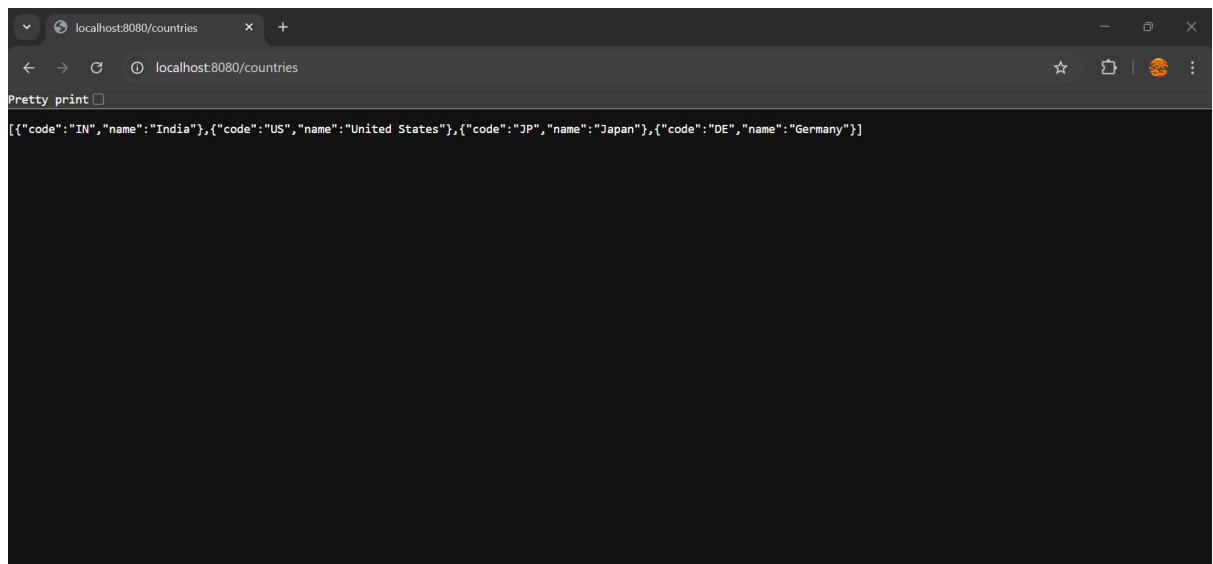 localhost:8080/countries
localhost:8080/countries
Pretty print
[{"code":"IN","name":"India"},{"code":"US","name":"United States"},{"code":"JP","name":"Japan"},{"code":"DE","name":"Germany"}]